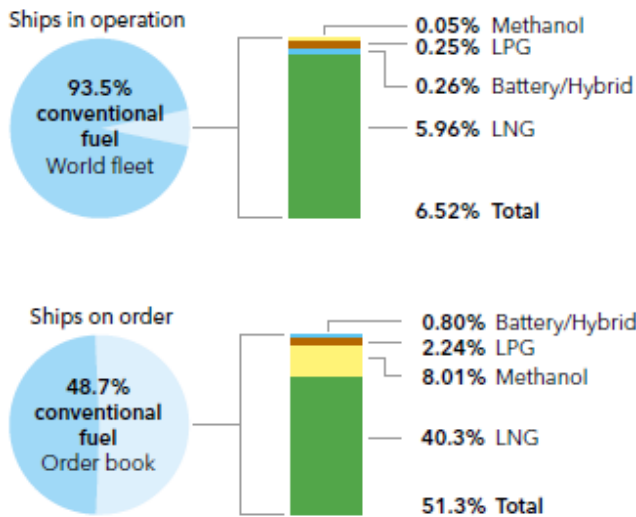 Ships in operation
93.5%
conventional
fuel
World fleet
0.05% Methanol
0.25% LPG
0.26% Battery/Hybrid
5.96% LNG
6.52% Total
Ships on order
48.7%
conventional
fuel
Order book
0.80% Battery/Hybrid
2.24% LPG
8.01% Methanol
40.3% LNG
51.3% Total